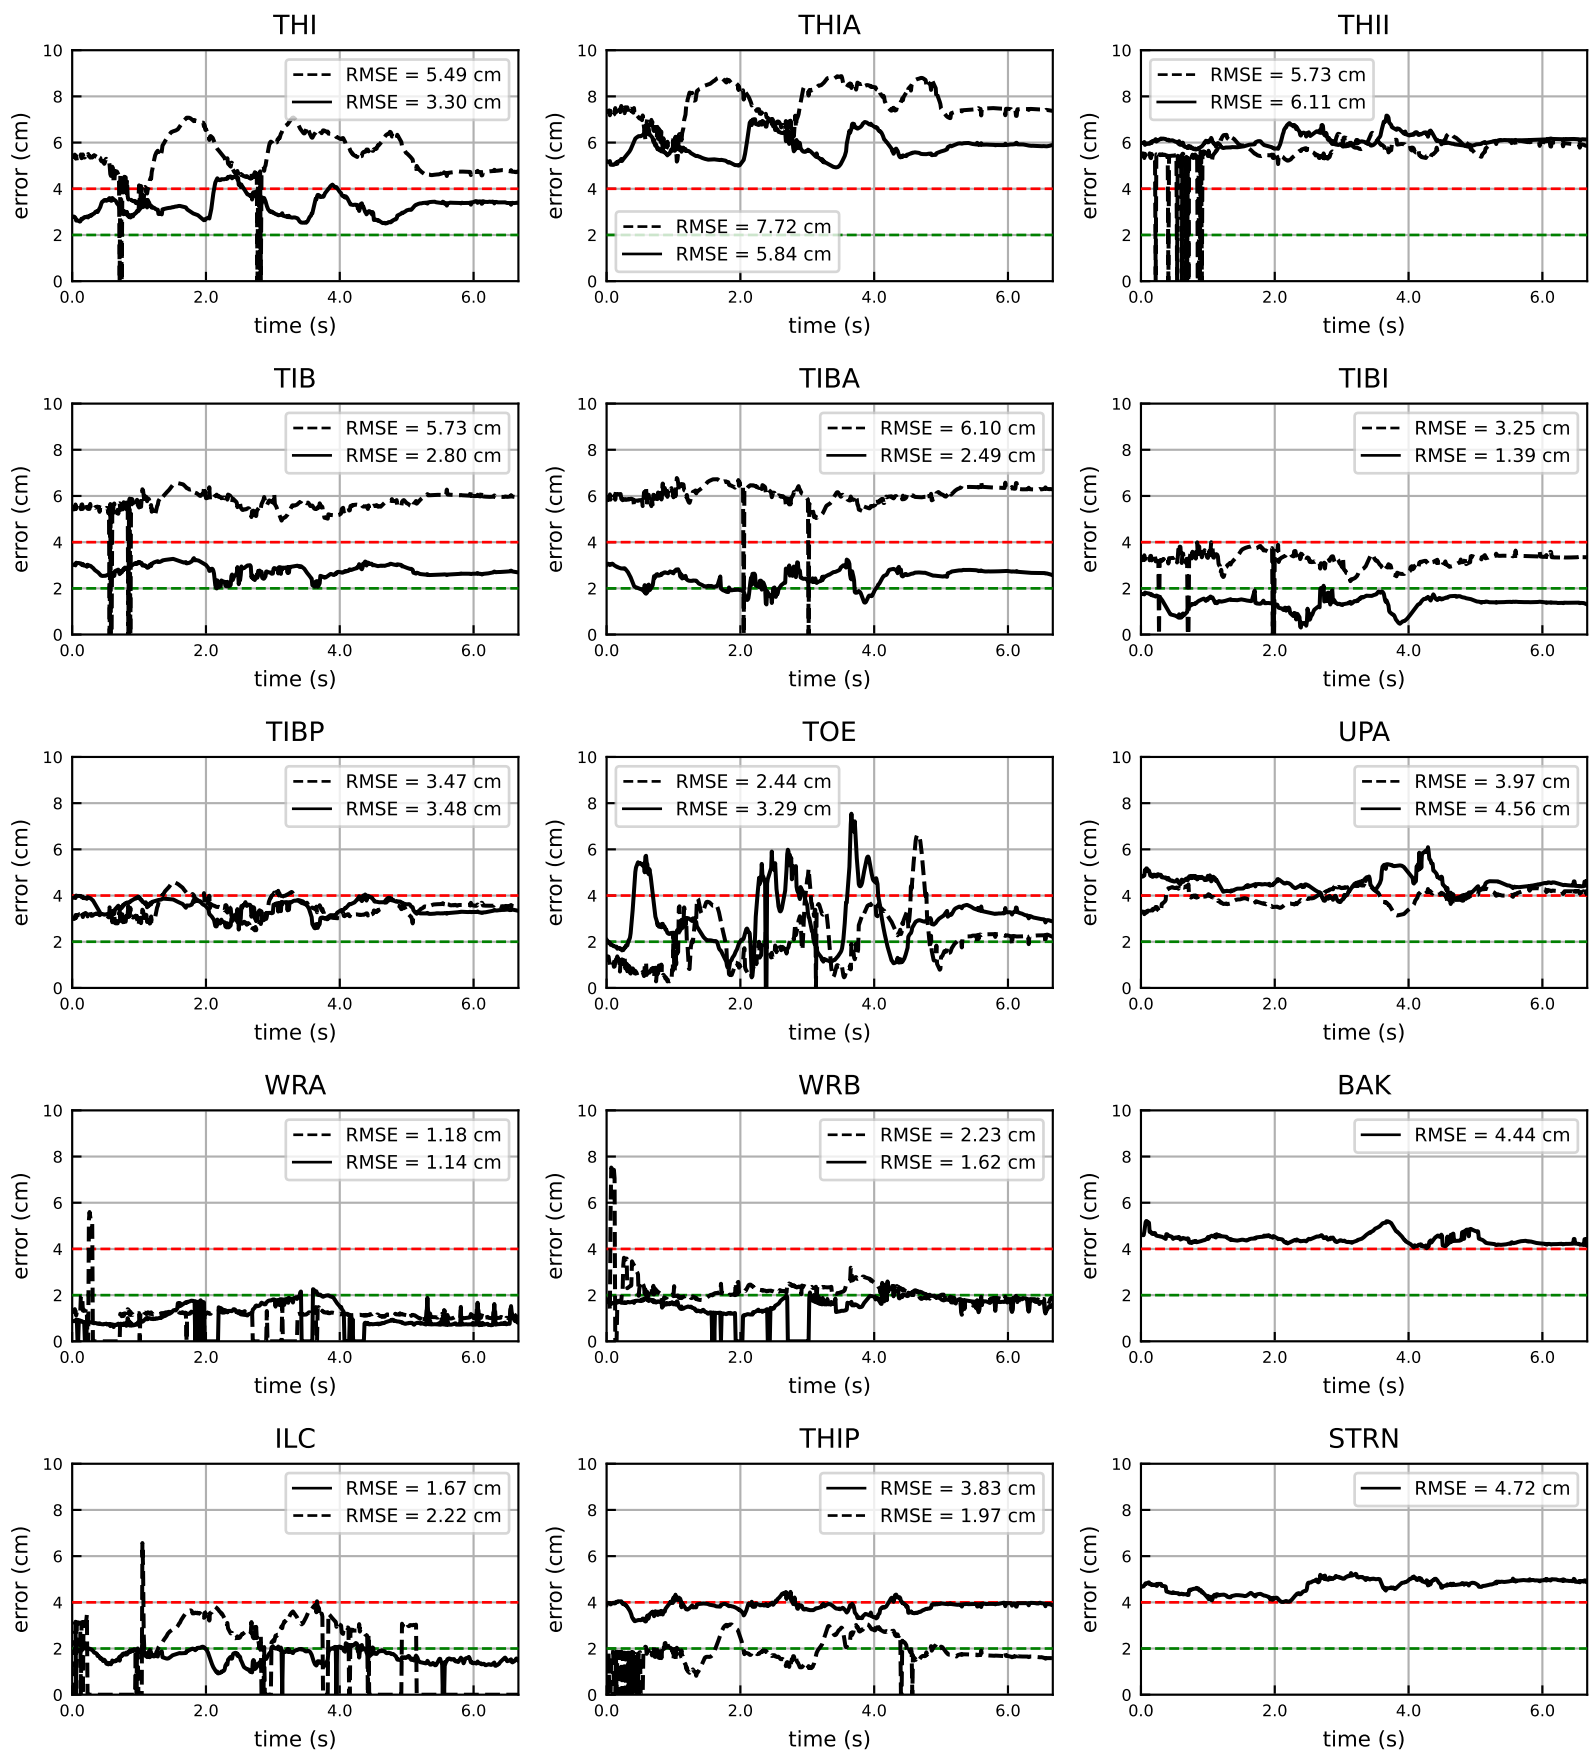 THI
10
8
6
4
2
0
error (cm)
RMSE = 5.49 cm
RMSE = 3.30 cm
0.0 2.0 4.0 6.0
time (s)
THIA
10
8
6
4
2
0
error (cm)
RMSE = 7.72 cm
RMSE = 5.84 cm
0.0 2.0 4.0 6.0
time (s)
THII
10
8
6
4
2
0
error (cm)
RMSE = 5.73 cm
RMSE = 6.11 cm
0.0 2.0 4.0 6.0
time (s)
TIB
10
8
6
4
2
0
error (cm)
RMSE = 5.73 cm
RMSE = 2.80 cm
0.0 2.0 4.0 6.0
time (s)
TIBA
10
8
6
4
2
0
error (cm)
RMSE = 6.10 cm
RMSE = 2.49 cm
0.0 2.0 4.0 6.0
time (s)
TIBI
10
8
6
4
2
0
error (cm)
RMSE = 3.25 cm
RMSE = 1.39 cm
0.0 2.0 4.0 6.0
time (s)
TIBP
10
8
6
4
2
0
error (cm)
RMSE = 3.47 cm
RMSE = 3.48 cm
0.0 2.0 4.0 6.0
time (s)
TOE
10
8
6
4
2
0
error (cm)
RMSE = 2.44 cm
RMSE = 3.29 cm
0.0 2.0 4.0 6.0
time (s)
UPA
10
8
6
4
2
0
error (cm)
RMSE = 3.97 cm
RMSE = 4.56 cm
0.0 2.0 4.0 6.0
time (s)
WRA
10
8
6
4
2
0
error (cm)
RMSE = 1.18 cm
RMSE = 1.14 cm
0.0 2.0 4.0 6.0
time (s)
WRB
10
8
6
4
2
0
error (cm)
RMSE = 2.23 cm
RMSE = 1.62 cm
0.0 2.0 4.0 6.0
time (s)
BAK
10
8
6
4
2
0
error (cm)
RMSE = 4.44 cm
0.0 2.0 4.0 6.0
time (s)
ILC
10
8
6
4
2
0
error (cm)
RMSE = 1.67 cm
RMSE = 2.22 cm
0.0 2.0 4.0 6.0
time (s)
THIP
10
8
6
4
2
0
error (cm)
RMSE = 3.83 cm
RMSE = 1.97 cm
0.0 2.0 4.0 6.0
time (s)
STRN
10
8
6
4
2
0
error (cm)
RMSE = 4.72 cm
0.0 2.0 4.0 6.0
time (s)